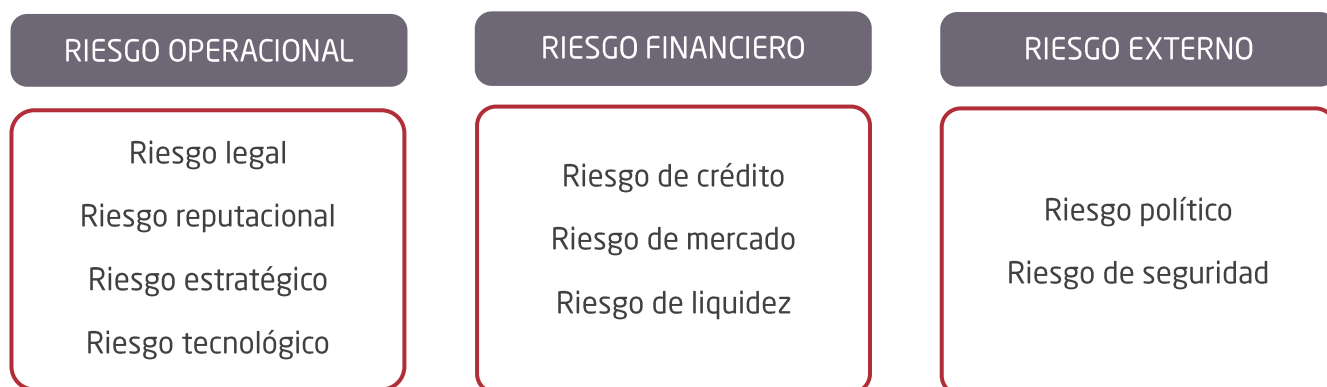 RIESGO OPERACIONAL
Riesgo legal
Riesgo reputacional
Riesgo estratégico
Riesgo tecnológico
RIESGO FINANCIERO
Riesgo de crédito
Riesgo de mercado
Riesgo de liquidez
RIESGO EXTERNO
Riesgo político
Riesgo de seguridad